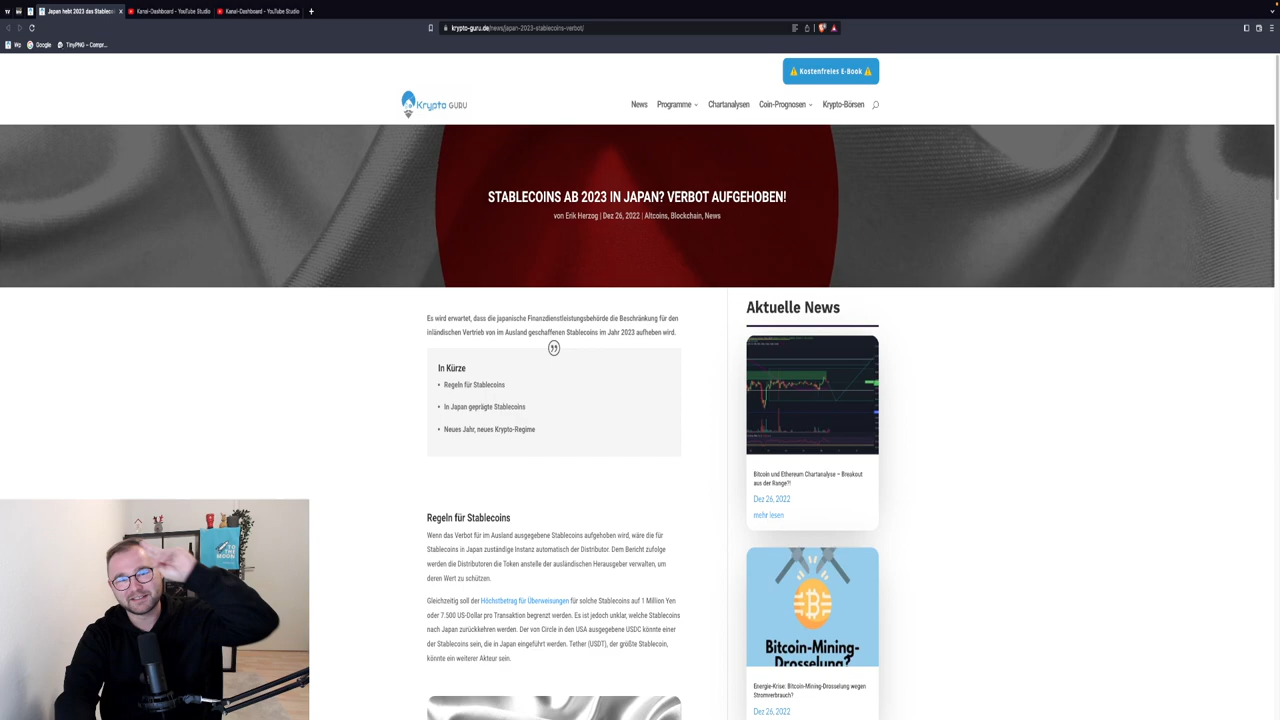 Japan hebt 2023 das Stableco
Kanal-Dashboard - YouTube Studio
Kanal-Dashboard - YouTube Studio
krypto-guru.de/news/japan-2023-stablecoins-verbot/
Wp
Google
TinyPNG – Compr...
Kostenfreies E-Book
Krypto GURU
News
Programme
Chartanalysen
Coin-Prognosen
Krypto-Börsen
STABLECOINS AB 2023 IN JAPAN? VERBOT AUFGEHOBEN!
von Erik Herzog | Dez 26, 2022 | Altcoins, Blockchain, News
Es wird erwartet, dass die japanische Finanzdienstleistungsbehörde die Beschränkung für den
inländischen Vertrieb von im Ausland geschaffenen Stablecoins im Jahr 2023 aufheben wird.
In Kürze
• Regeln für Stablecoins
• In Japan geprägte Stablecoins
• Neues Jahr, neues Krypto-Regime
Regeln für Stablecoins
Wenn das Verbot für im Ausland ausgegebene Stablecoins aufgehoben wird, wäre die für
Stablecoins in Japan zuständige Instanz automatisch der Distributor. Dem Bericht zufolge
werden die Distributoren die Token anstelle der ausländischen Herausgeber verwalten, um
deren Wert zu schützen.
Gleichzeitig soll der Höchstbetrag für Überweisungen für solche Stablecoins auf 1 Million Yen
oder 7.500 US-Dollar pro Transaktion begrenzt werden. Es ist jedoch unklar, welche Stablecoins
nach Japan zurückkehren werden. Der von Circle in den USA ausgegebene USDC könnte einer
der Stablecoins sein, die in Japan eingeführt werden. Tether (USDT), der größte Stablecoin,
könnte ein weiterer Akteur sein.
Aktuelle News
Bitcoin und Ethereum Chartanalyse – Breakout
aus der Range?!
Dez 26, 2022
mehr lesen
Bitcoin-Mining-
Drosselung?
Energie-Krise: Bitcoin-Mining-Drosselung wegen
Stromverbrauch?
Dez 26, 2022
TO
THE
MOON